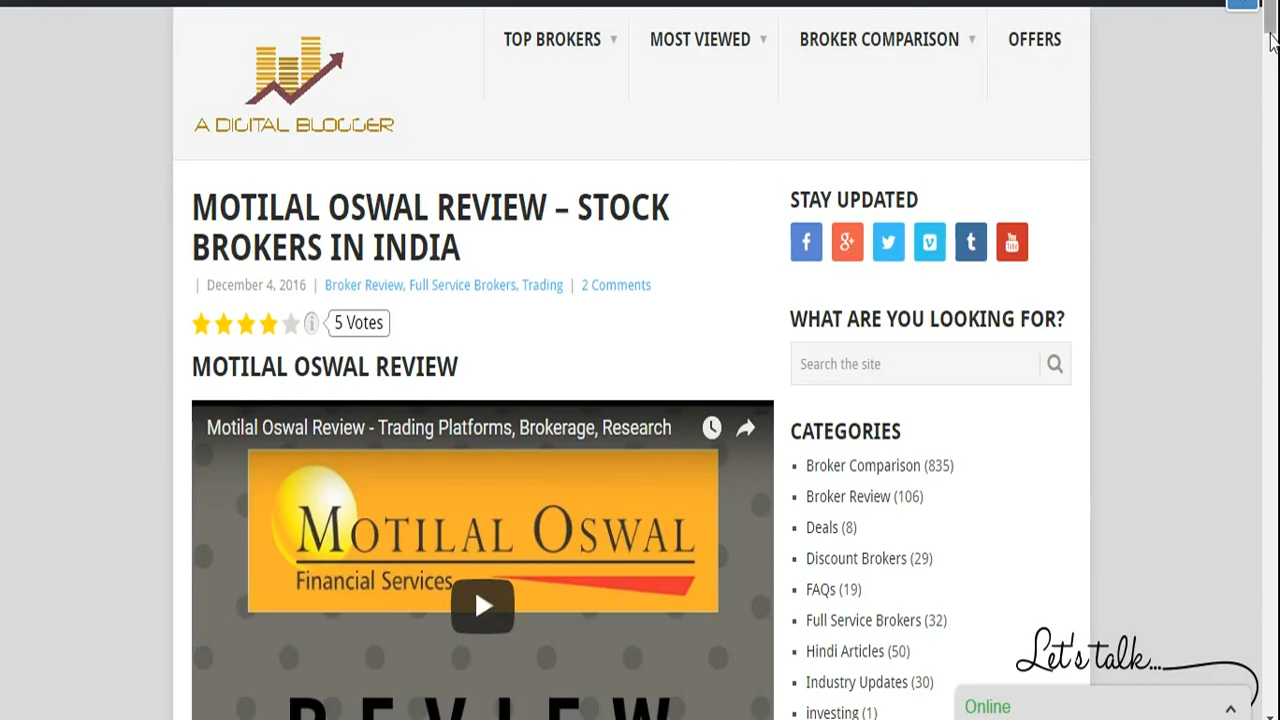 TOP BROKERS
MOST VIEWED
BROKER COMPARISON
OFFERS
A DIGITAL BLOGGER
MOTILAL OSWAL REVIEW – STOCK
BROKERS IN INDIA
| December 4, 2016 | Broker Review, Full Service Brokers, Trading | 2 Comments
5 Votes
MOTILAL OSWAL REVIEW
Motilal Oswal Review - Trading Platforms, Brokerage, Research
MOTILAL OSWAL
Financial Services
REVIEW
STAY UPDATED
WHAT ARE YOU LOOKING FOR?
Search the site
CATEGORIES
Broker Comparison (835)
Broker Review (106)
Deals (8)
Discount Brokers (29)
FAQs (19)
Full Service Brokers (32)
Hindi Articles (50)
Industry Updates (30)
investing (1)
Let's talk...
Online